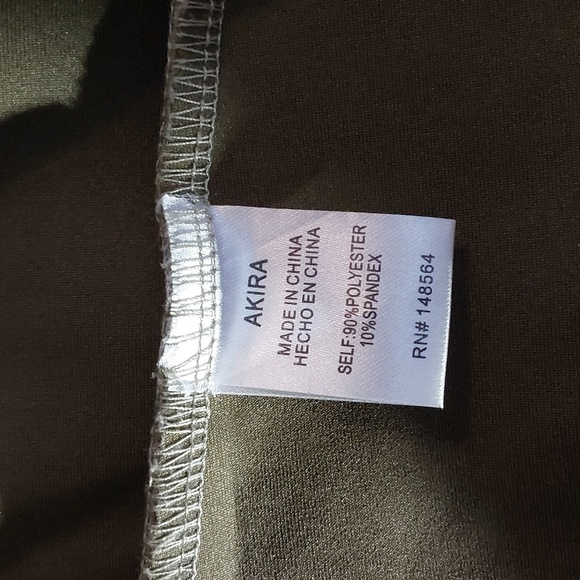 AKIRA
MADE IN CHINA
HECHO EN CHINA
SELF:90%POLYESTER
10%SPANDEX
RN# 148564